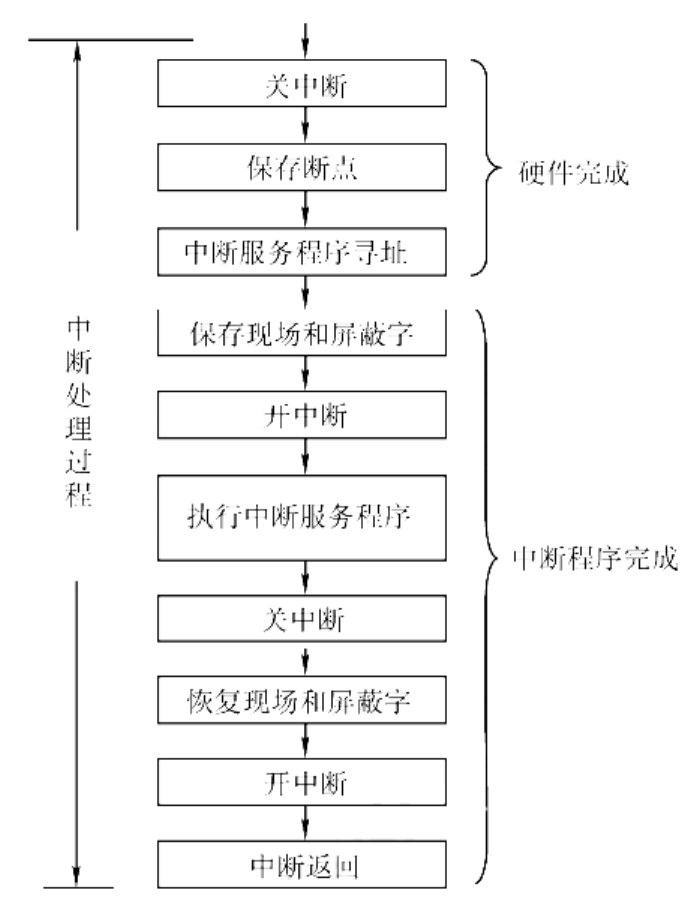 关中断
保存断点
硬件完成
中断服务程序寻址
中断处理过程
保存现场和屏蔽字
开中断
执行中断服务程序
中断程序完成
关中断
恢复现场和屏蔽字
开中断
中断返回